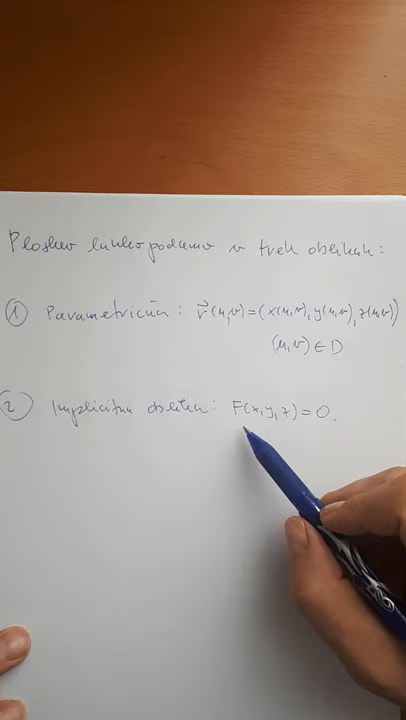 Ploskev lahko podamo v treh oblikah:
① Parametrična: r⃗(u,v)=(x(u,v), y(u,v), z(u,v))
(u,v) ∈ D
② Implicitna oblika: F(x,y,z)=0.